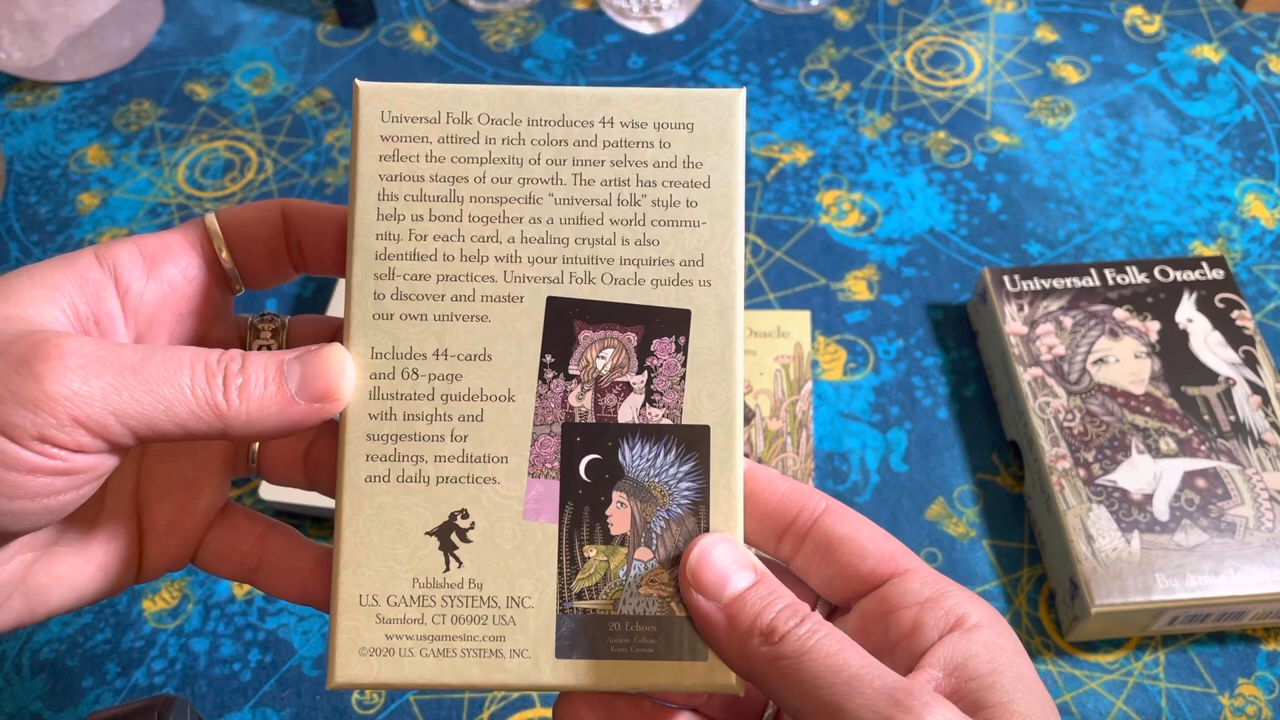 Universal Folk Oracle introduces 44 wise young
women, attired in rich colors and patterns to
reflect the complexity of our inner selves and the
various stages of our growth. The artist has created
this culturally nonspecific “universal folk” style to
help us bond together as a unified world commu-
nity. For each card, a healing crystal is also
identified to help with your intuitive inquiries and
self-care practices. Universal Folk Oracle guides us
to discover and master
our own universe.
Includes 44-cards
and 68-page
illustrated guidebook
with insights and
suggestions for
readings, meditation
and daily practices.
Published By
U.S. GAMES SYSTEMS, INC.
Stamford, CT 06902 USA
www.usgamesinc.com
©2020 U.S. GAMES SYSTEMS, INC.
20. Echoes
Ancient, Culture,
Roots, Custom
Oracle
Universal Folk Oracle
By